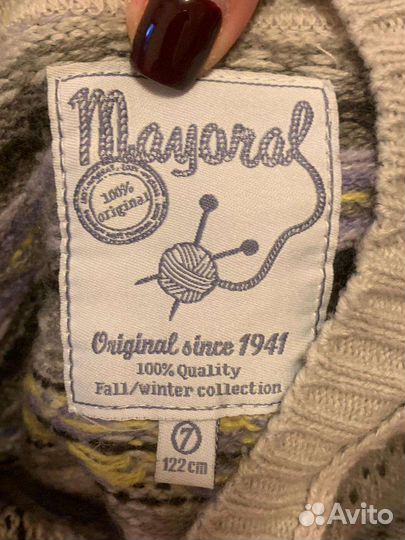 Mayoral
100%
original
Original since 1941
100% Quality
Fall/winter collection
7
122cm
Avito